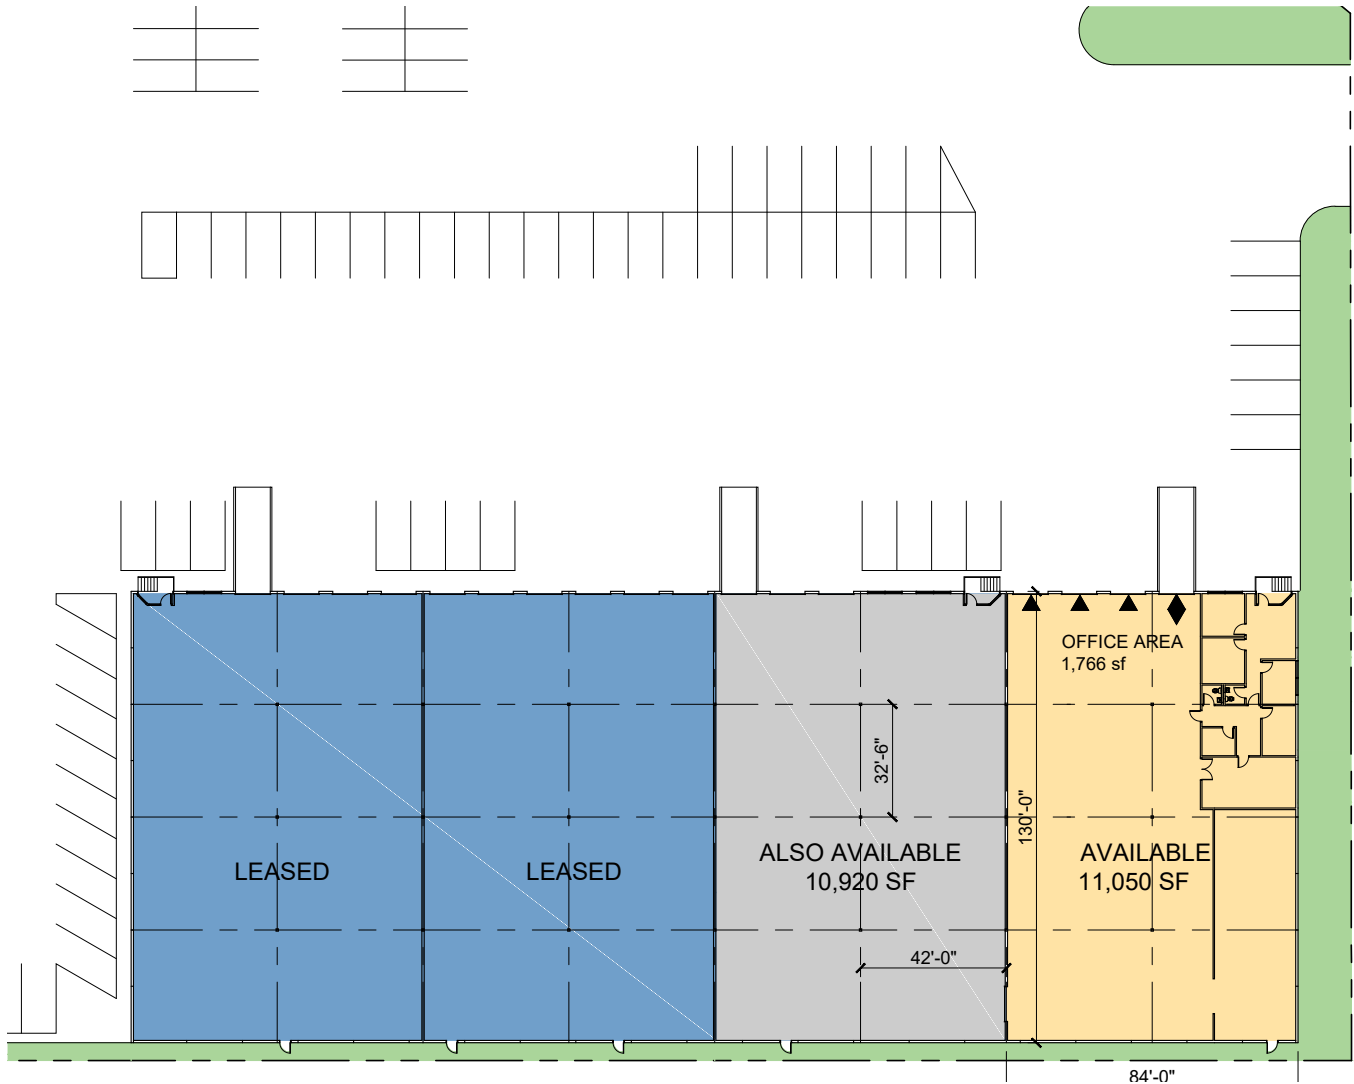 OFFICE AREA
1,766 sf
32'-6"
130'-0"
LEASED
LEASED
ALSO AVAILABLE
10,920 SF
AVAILABLE
11,050 SF
42'-0"
84'-0"